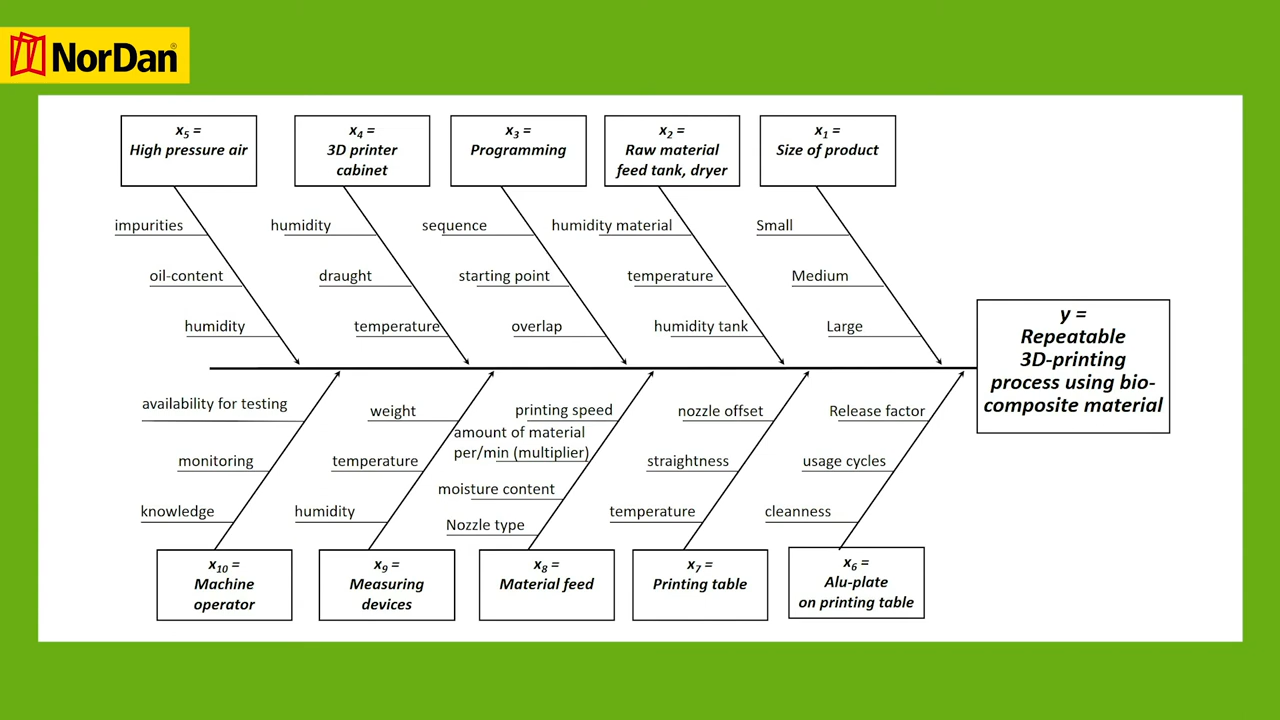 NorDan®
x5 =
High pressure air
x4 =
3D printer
cabinet
x3 =
Programming
x2 =
Raw material
feed tank, dryer
x1 =
Size of product
impurities
oil-content
humidity
humidity
draught
temperature
sequence
starting point
overlap
humidity material
temperature
humidity tank
Small
Medium
Large
y =
Repeatable
3D-printing
process using bio-
composite material
availability for testing
monitoring
knowledge
weight
temperature
humidity
printing speed
amount of material
per/min (multiplier)
moisture content
Nozzle type
nozzle offset
straightness
temperature
Release factor
usage cycles
cleanness
x10 =
Machine
operator
x9 =
Measuring
devices
x8 =
Material feed
x7 =
Printing table
x6 =
Alu-plate
on printing table